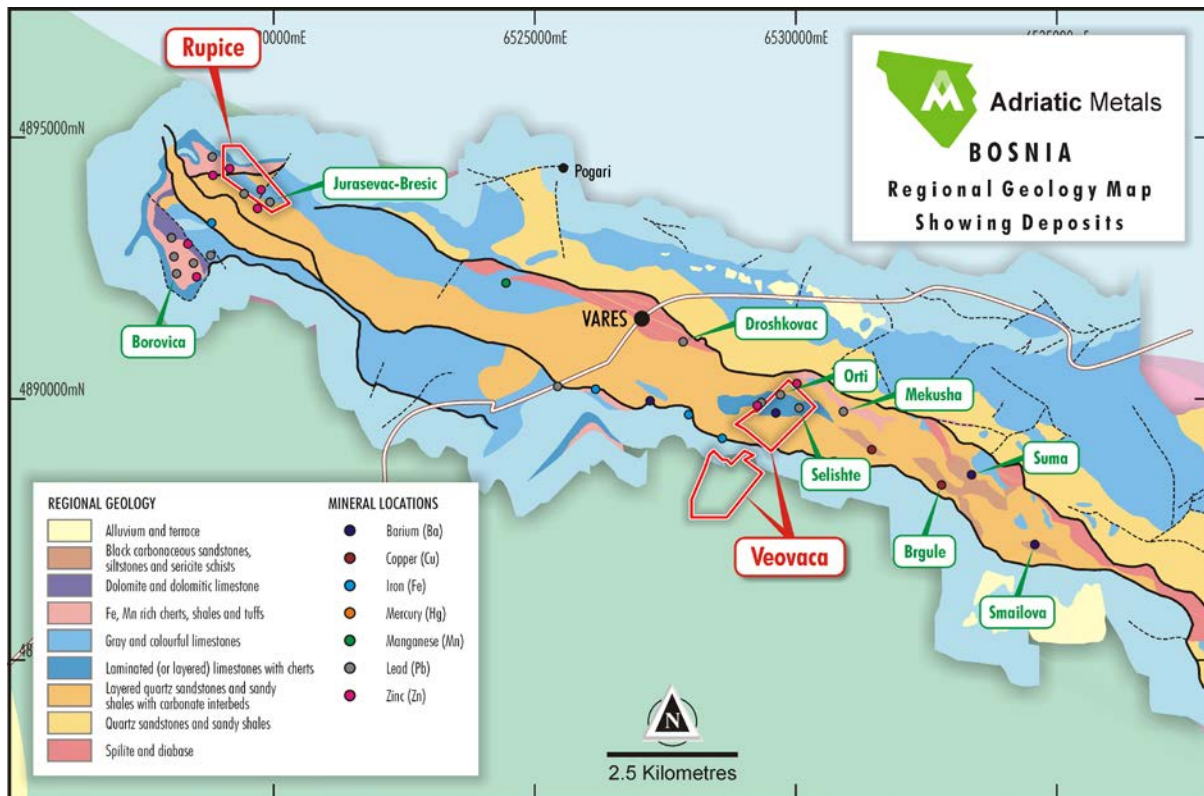 6520000mE
6525000mE
6530000mE
6535000mE
Rupice
Adriatic Metals
BOSNIA
Regional Geology Map
Showing Deposits
4895000mN
Pogari
Jurasevac-Bresic
VARES
Droshkovac
Borovica
4890000mN
Orti
Mekusha
Selishte
Suma
Veovaca
Brgule
Smailova
REGIONAL GEOLOGY
Alluvium and terrace
Black carbonaceous sandstones,
siltstones and sericite schists
Dolomite and dolomitic limestone
Fe, Mn rich cherts, shales and tuffs
Gray and colourful limestones
Laminated (or layered) limestones with cherts
Layered quartz sandstones and sandy
shales with carbonate interbeds
Quartz sandstones and sandy shales
Spilite and diabase
MINERAL LOCATIONS
Barium (Ba)
Copper (Cu)
Iron (Fe)
Mercury (Hg)
Manganese (Mn)
Lead (Pb)
Zinc (Zn)
N
2.5 Kilometres